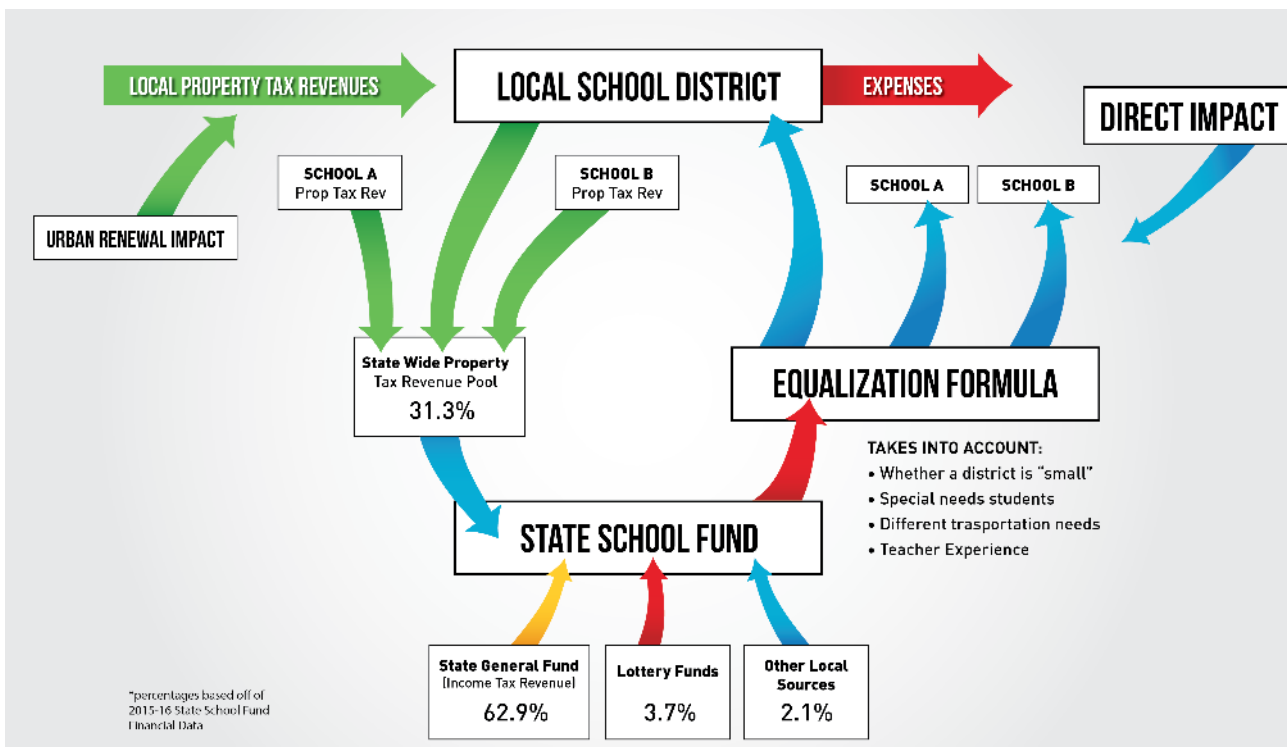 LOCAL PROPERTY TAX REVENUES
LOCAL SCHOOL DISTRICT
EXPENSES
DIRECT IMPACT
SCHOOL A
Prop Tax Rev
SCHOOL B
Prop Tax Rev
SCHOOL A
SCHOOL B
URBAN RENEWAL IMPACT
State Wide Property
Tax Revenue Pool
31.3%
EQUALIZATION FORMULA
TAKES INTO ACCOUNT:
• Whether a district is “small”
• Special needs students
• Different trasportation needs
• Teacher Experience
STATE SCHOOL FUND
State General Fund
(Income Tax Revenue)
62.9%
Lottery Funds
3.7%
Other Local
Sources
2.1%
*percentages based off of
2015-16 State School Fund
Financial Data